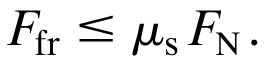 F_fr ≤ μ_s F_N.